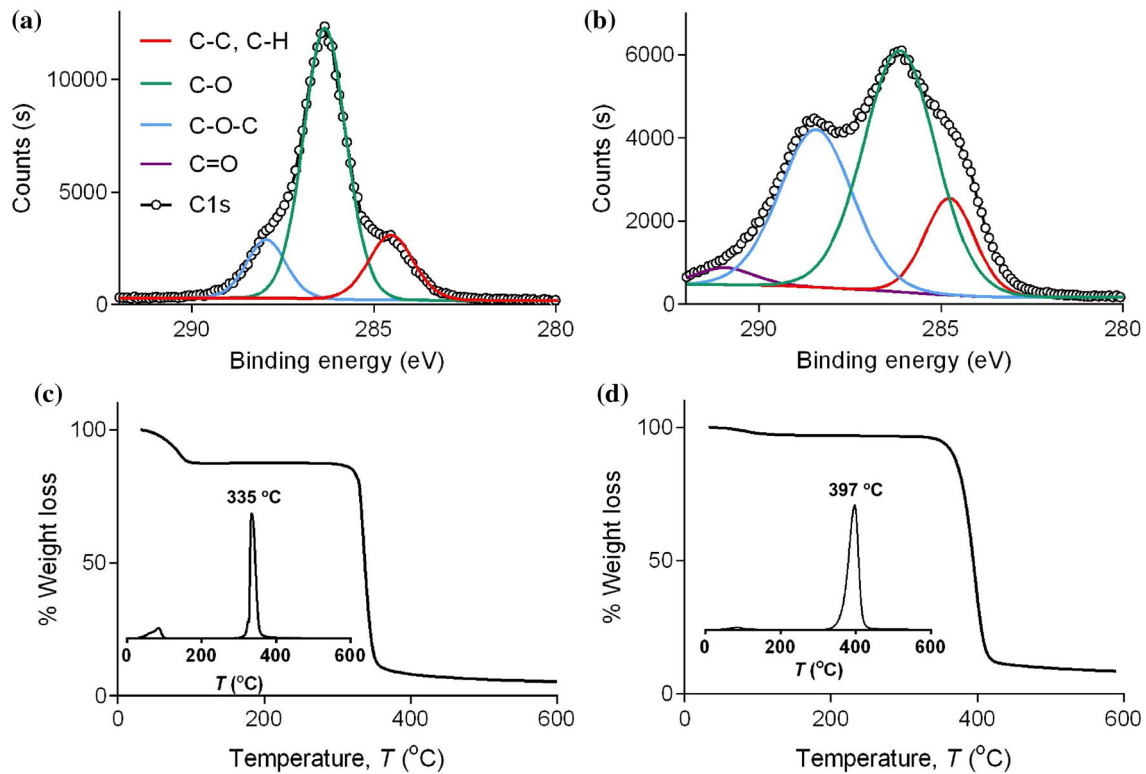 (a)
Counts (s)
10000
5000
0
C-C, C-H
C-O
C-O-C
C=O
C1s
290
285
280
Binding energy (eV)
(b)
Counts (s)
6000
4000
2000
0
290
285
280
Binding energy (eV)
(c)
% Weight loss
100
50
0
335 °C
0
200
400
600
T (°C)
0
200
400
600
Temperature, T (°C)
(d)
% Weight loss
100
50
0
397 °C
0
200
400
600
T (°C)
0
200
400
600
Temperature, T (°C)